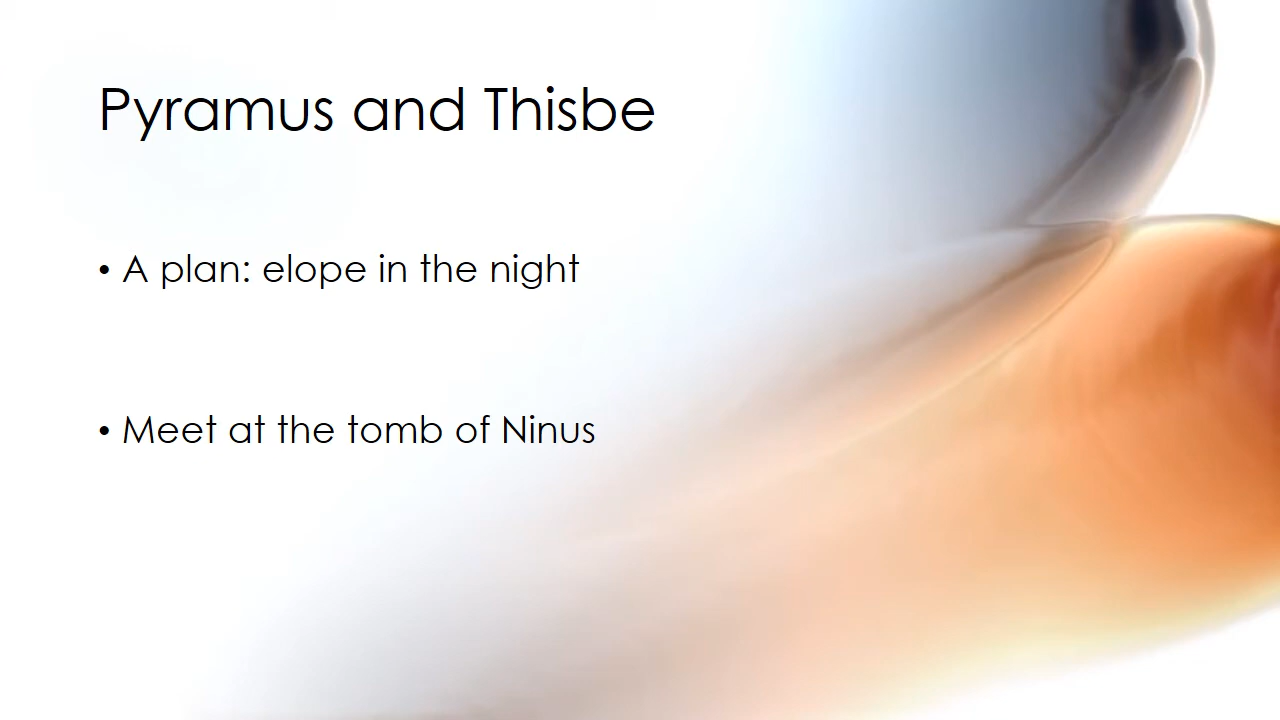 Pyramus and Thisbe
• A plan: elope in the night
• Meet at the tomb of Ninus